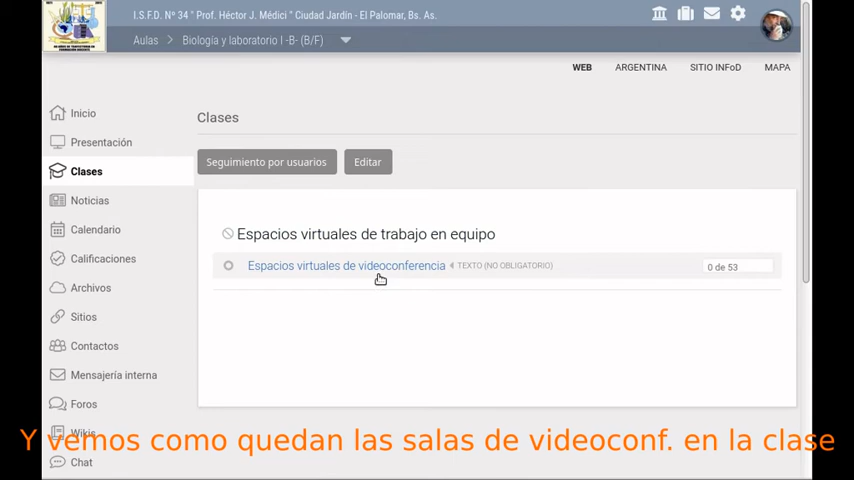 I.S.F.D. Nº 34 " Prof. Héctor J. Médici " Ciudad Jardín - El Palomar, Bs. As.
Aulas > Biología y laboratorio I -B- (B/F)
WEB ARGENTINA SITIO INFoD MAPA
Inicio
Presentación
Clases
Noticias
Calendario
Calificaciones
Archivos
Sitios
Contactos
Mensajería interna
Foros
Wikis
Chat
Clases
Seguimiento por usuarios Editar
Espacios virtuales de trabajo en equipo
Espacios virtuales de videoconferencia TEXTO (NO OBLIGATORIO) 0 de 53
Y vemos como quedan las salas de videoconf. en la clase